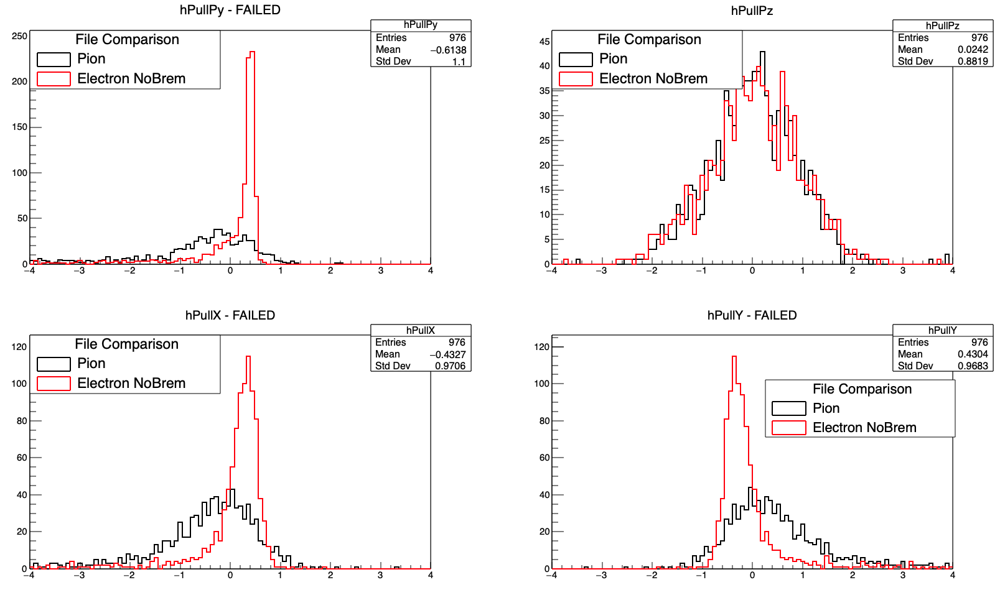 hPullPy - FAILED
hPullPy
Entries 976
Mean −0.6138
Std Dev 1.1
File Comparison
Pion
Electron NoBrem
250
200
150
100
50
0
−4 −3 −2 −1 0 1 2 3 4
hPullPz
hPullPz
Entries 976
Mean 0.0242
Std Dev 0.8819
File Comparison
Pion
Electron NoBrem
45
40
35
30
25
20
15
10
5
0
−4 −3 −2 −1 0 1 2 3 4
hPullX - FAILED
hPullX
Entries 976
Mean −0.4327
Std Dev 0.9706
File Comparison
Pion
Electron NoBrem
120
100
80
60
40
20
0
−4 −3 −2 −1 0 1 2 3 4
hPullY - FAILED
hPullY
Entries 976
Mean 0.4304
Std Dev 0.9683
File Comparison
Pion
Electron NoBrem
120
100
80
60
40
20
0
−4 −3 −2 −1 0 1 2 3 4